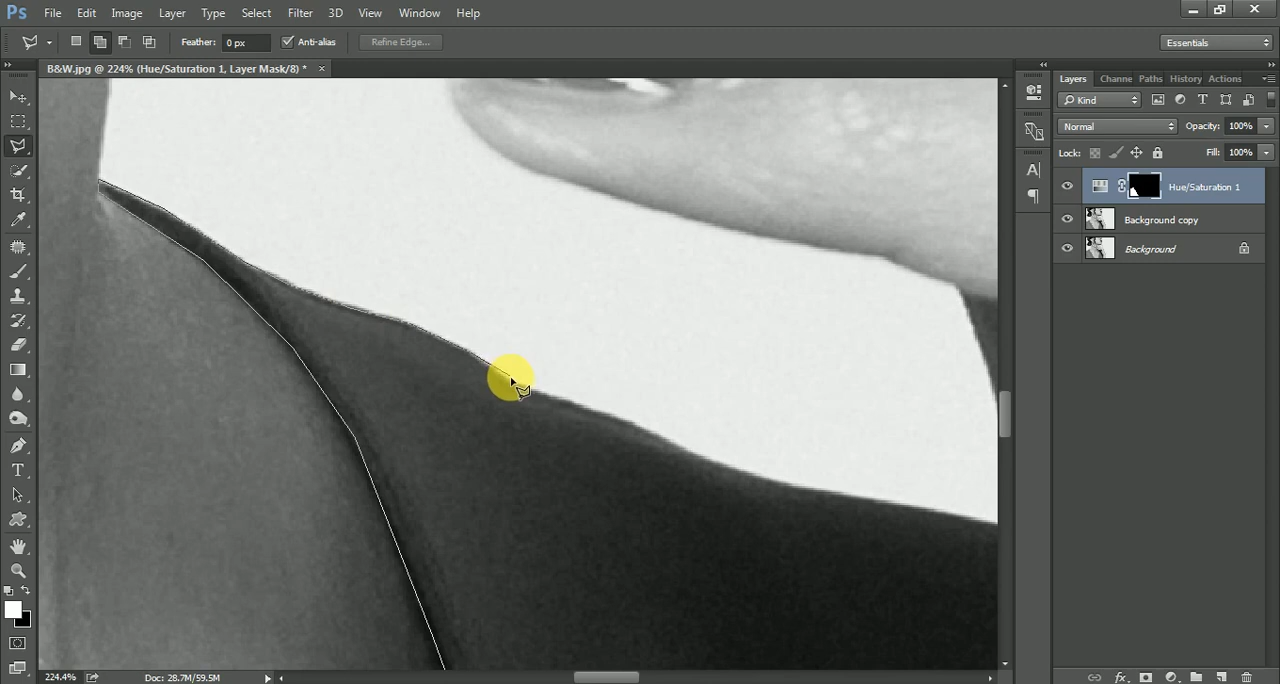 Ps File Edit Image Layer Type Select Filter 3D View Window Help
Feather: 0 px Anti-alias Refine Edge... Essentials
B&W.jpg @ 224% (Hue/Saturation 1, Layer Mask/8) * ×
Layers Channe Paths History Actions
Kind
Normal Opacity: 100%
Lock: Fill: 100%
Hue/Saturation 1
Background copy
Background
224.4% Doc: 28.7M/59.5M